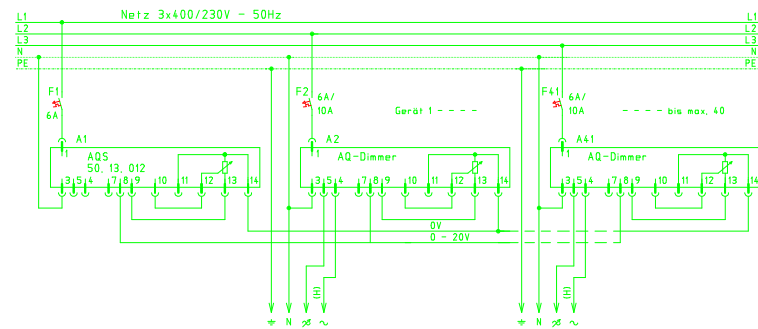 L1 Netz 3x400/230V - 50Hz L1
L2 L2
L3 L3
N N
PE PE
F1 F2 F41
6A 6A/ 10A 6A/ 10A
Gerät 1 - - - - - - - - bis max. 40
A1 A2 A41
1 AQS 1 AQ-Dimmer 1 AQ-Dimmer
50, 13, 012
3 5 4 7 8 9 10 11 12 13 14 3 5 4 7 8 9 10 11 12 13 14 3 5 4 7 8 9 10 11 12 13 14
0V
0 - 20V
(H) (H)
N ~ N ~